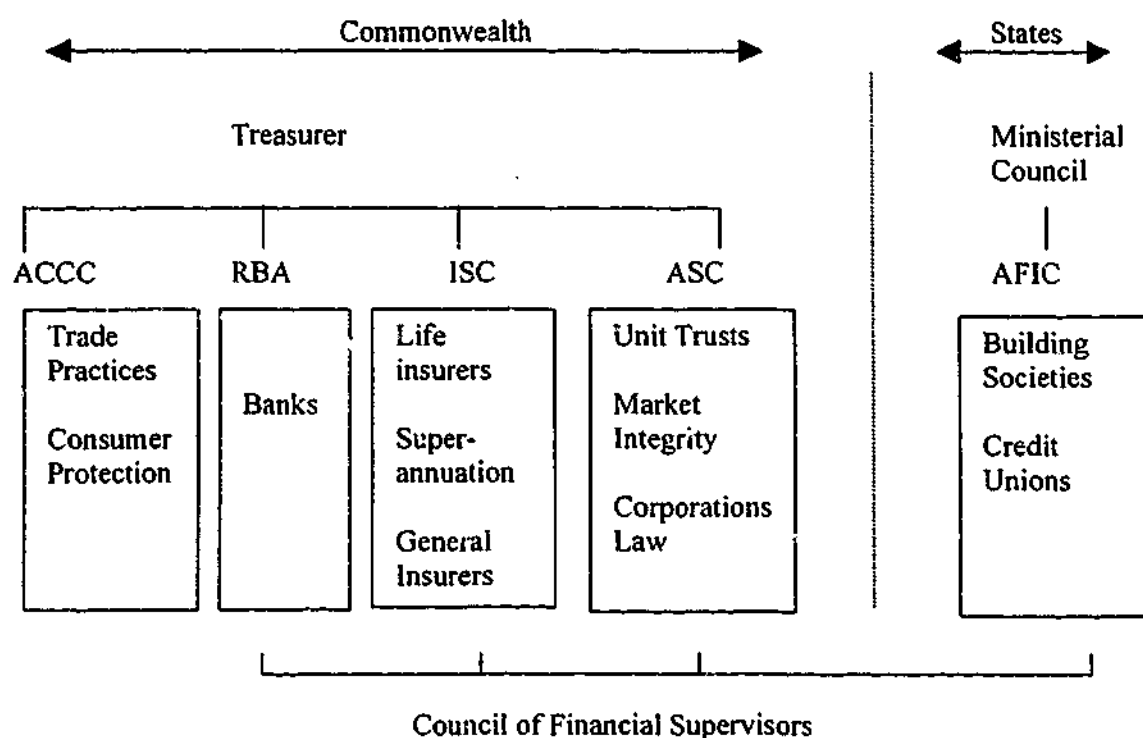 Commonwealth
States
Treasurer
Ministerial
Council
ACCC
RBA
ISC
ASC
AFIC
Trade
Practices
Consumer
Protection
Banks
Life
insurers
Super-
annuation
General
Insurers
Unit Trusts
Market
Integrity
Corporations
Law
Building
Societies
Credit
Unions
Council of Financial Supervisors